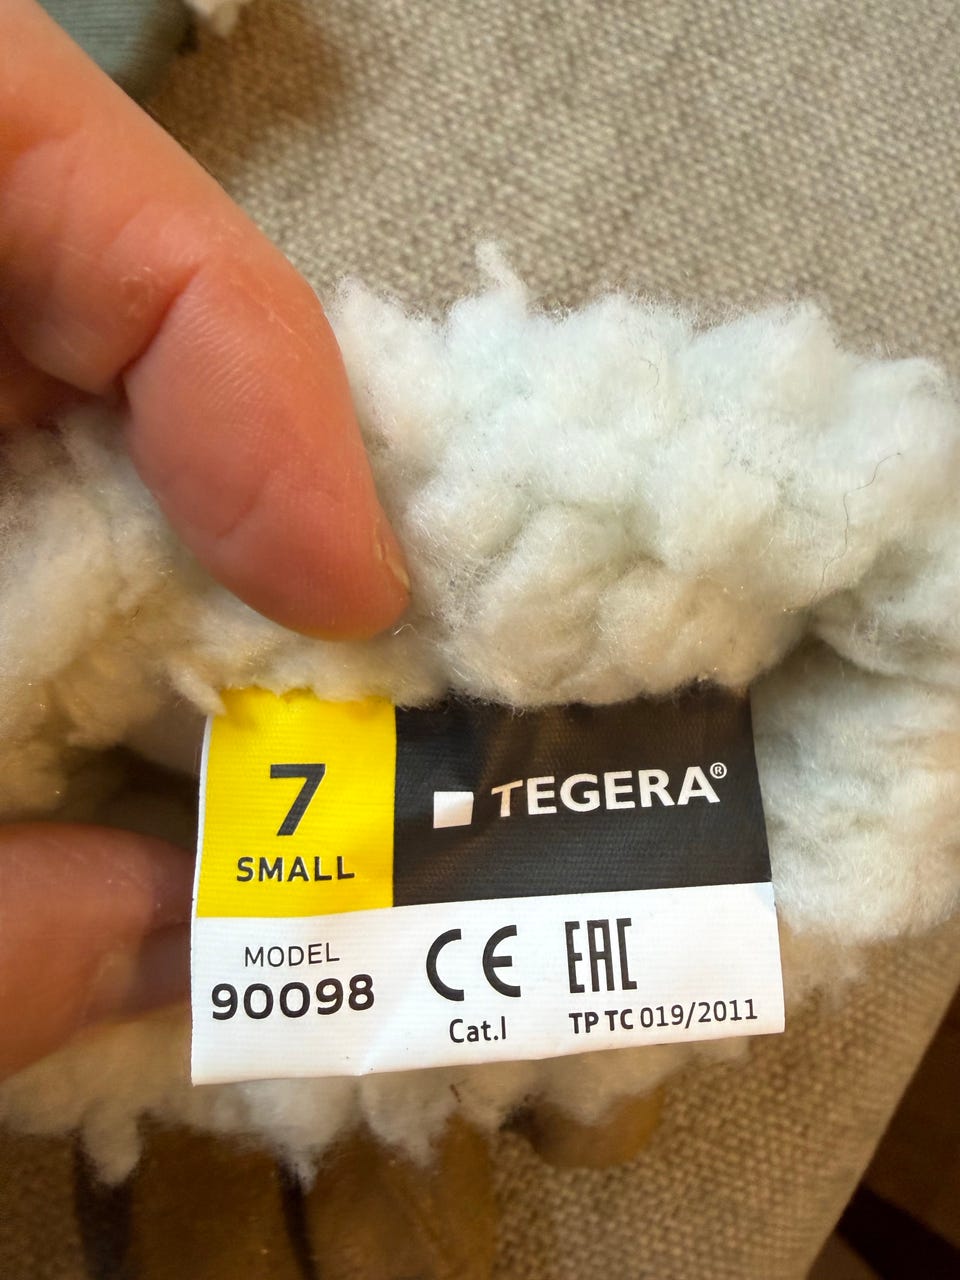 7
SMALL
TEGERA®
MODEL
90098
CE
Cat.I
EAC
TP TC 019/2011